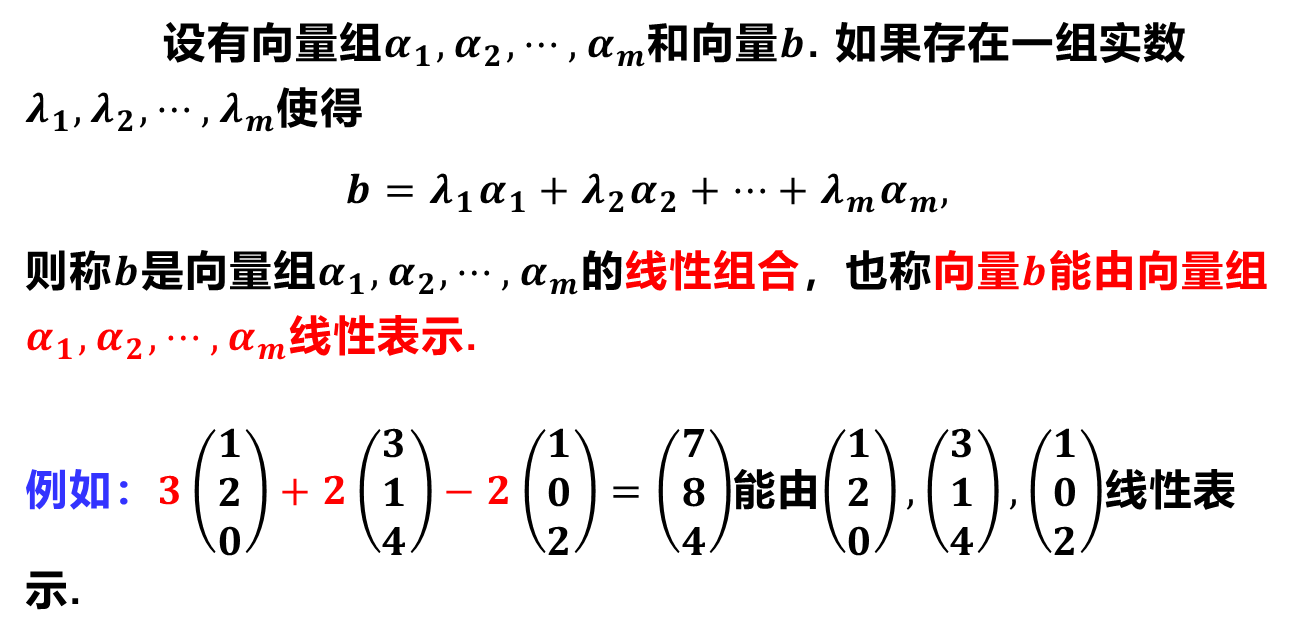 设有向量组α₁, α₂, ⋯, αₘ和向量b. 如果存在一组实数
λ₁, λ₂, ⋯, λₘ使得
b = λ₁α₁ + λ₂α₂ + ⋯ + λₘαₘ,
则称b是向量组α₁, α₂, ⋯, αₘ的线性组合，也称向量b能由向量组
α₁, α₂, ⋯, αₘ线性表示.
例如：3(1 2 0) + 2(3 1 4) − 2(1 0 2) = (7 8 4)能由(1 2 0), (3 1 4), (1 0 2)线性表
示.